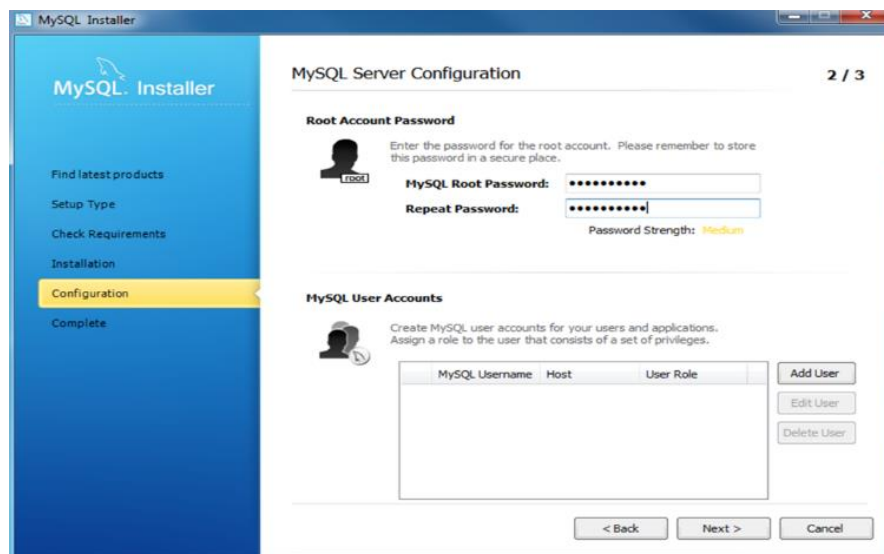 MySQL Installer
MySQL. Installer
Find latest products
Setup Type
Check Requirements
Installation
Configuration
Complete
MySQL Server Configuration
2 / 3
Root Account Password
Enter the password for the root account. Please remember to store
this password in a secure place.
root
MySQL Root Password: ●●●●●●●●●●
Repeat Password: ●●●●●●●●●●
Password Strength: Medium
MySQL User Accounts
Create MySQL user accounts for your users and applications.
Assign a role to the user that consists of a set of privileges.
MySQL Username Host User Role
Add User
Edit User
Delete User
< Back Next > Cancel